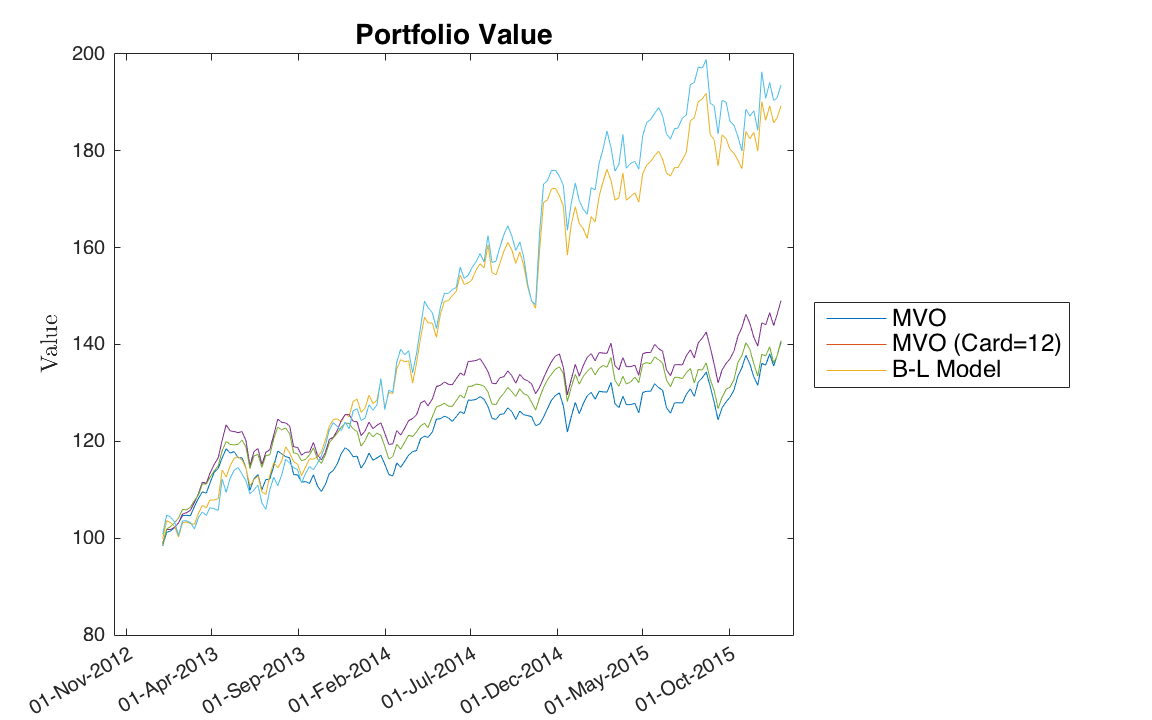 Portfolio Value
Value
200
180
160
140
120
100
80
01-Nov-2012
01-Apr-2013
01-Sep-2013
01-Feb-2014
01-Jul-2014
01-Dec-2014
01-May-2015
01-Oct-2015
MVO
MVO (Card=12)
B-L Model